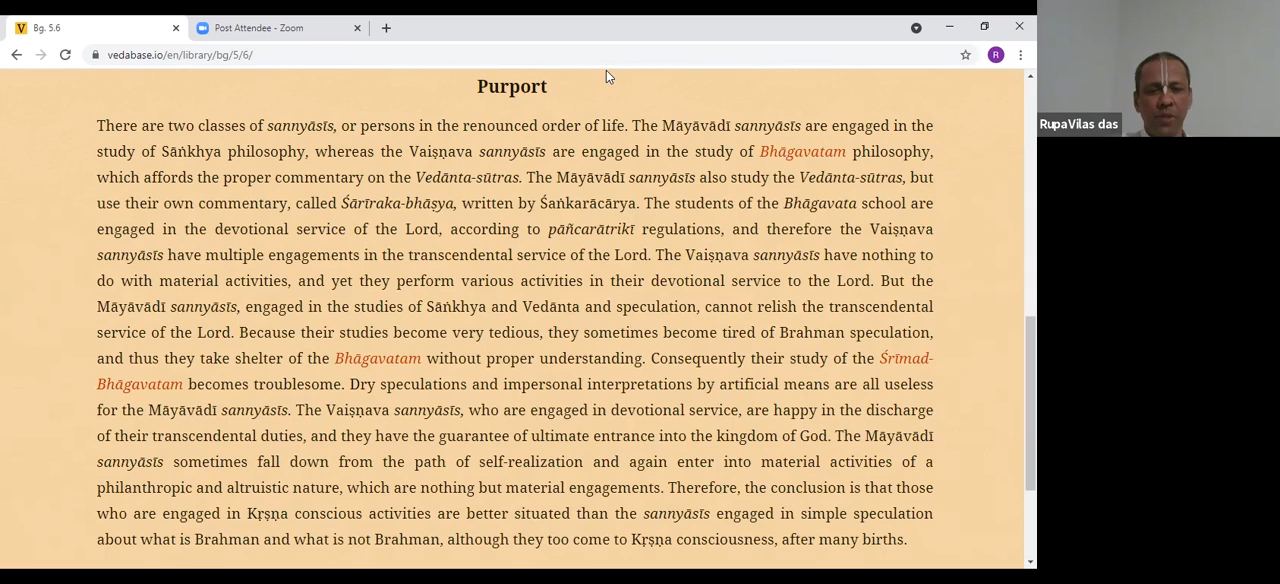 Bg. 5.6
Post Attendee - Zoom
vedabase.io/en/library/bg/5/6/
R
Purport
There are two classes of sannyāsīs, or persons in the renounced order of life. The Māyāvādī sannyāsīs are engaged in the
study of Sāṅkhya philosophy, whereas the Vaiṣṇava sannyāsīs are engaged in the study of Bhāgavatam philosophy,
which affords the proper commentary on the Vedānta-sūtras. The Māyāvādī sannyāsīs also study the Vedānta-sūtras, but
use their own commentary, called Śārīraka-bhāṣya, written by Śaṅkarācārya. The students of the Bhāgavata school are
engaged in the devotional service of the Lord, according to pāñcarātrikī regulations, and therefore the Vaiṣṇava
sannyāsīs have multiple engagements in the transcendental service of the Lord. The Vaiṣṇava sannyāsīs have nothing to
do with material activities, and yet they perform various activities in their devotional service to the Lord. But the
Māyāvādī sannyāsīs, engaged in the studies of Sāṅkhya and Vedānta and speculation, cannot relish the transcendental
service of the Lord. Because their studies become very tedious, they sometimes become tired of Brahman speculation,
and thus they take shelter of the Bhāgavatam without proper understanding. Consequently their study of the Śrīmad-
Bhāgavatam becomes troublesome. Dry speculations and impersonal interpretations by artificial means are all useless
for the Māyāvādī sannyāsīs. The Vaiṣṇava sannyāsīs, who are engaged in devotional service, are happy in the discharge
of their transcendental duties, and they have the guarantee of ultimate entrance into the kingdom of God. The Māyāvādī
sannyāsīs sometimes fall down from the path of self-realization and again enter into material activities of a
philanthropic and altruistic nature, which are nothing but material engagements. Therefore, the conclusion is that those
who are engaged in Kṛṣṇa conscious activities are better situated than the sannyāsīs engaged in simple speculation
about what is Brahman and what is not Brahman, although they too come to Kṛṣṇa consciousness, after many births.
RupaVilas das